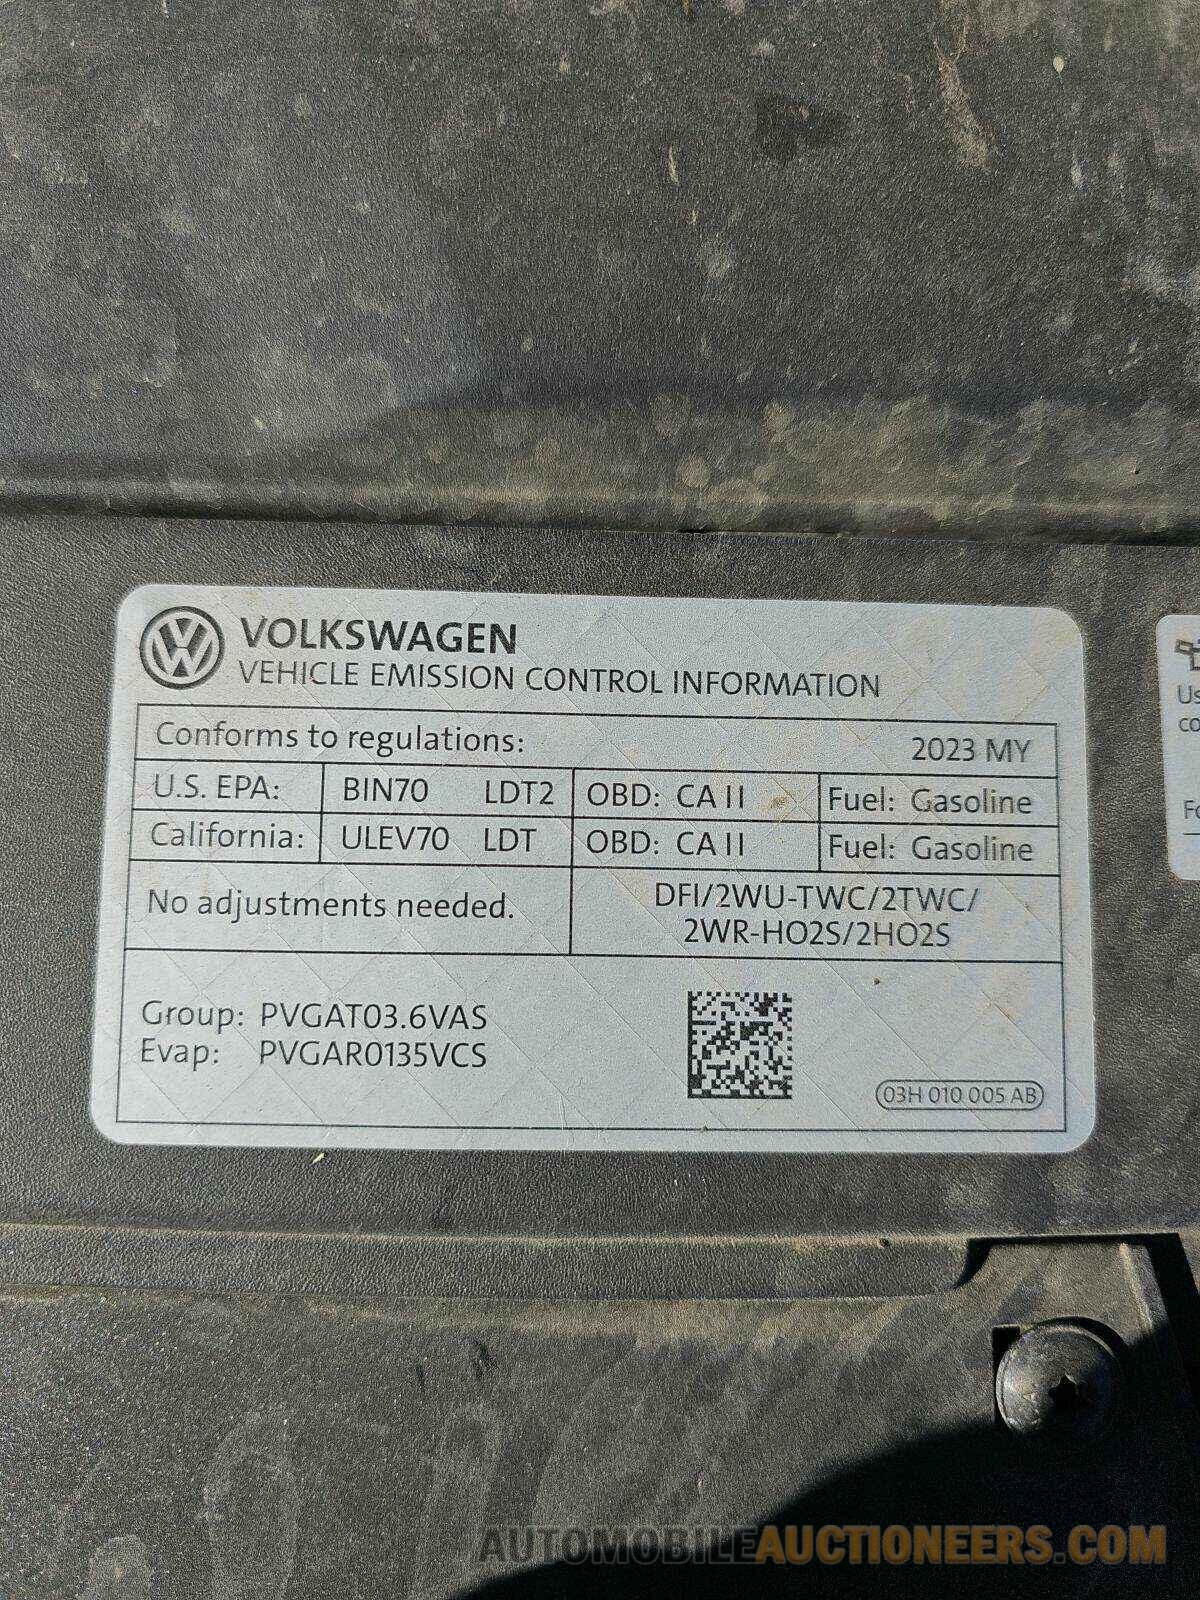 VOLKSWAGEN
VEHICLE EMISSION CONTROL INFORMATION
Conforms to regulations: 2023 MY
U.S. EPA: BIN70 LDT2 OBD: CA II Fuel: Gasoline
California: ULEV70 LDT OBD: CA II Fuel: Gasoline
No adjustments needed. DFI/2WU-TWC/2TWC/
2WR-HO2S/2HO2S
Group: PVGAT03.6VAS
Evap: PVGAR0135VCS
03H 010 005 AB
AUTOMOBILEAUCTIONEERS.COM